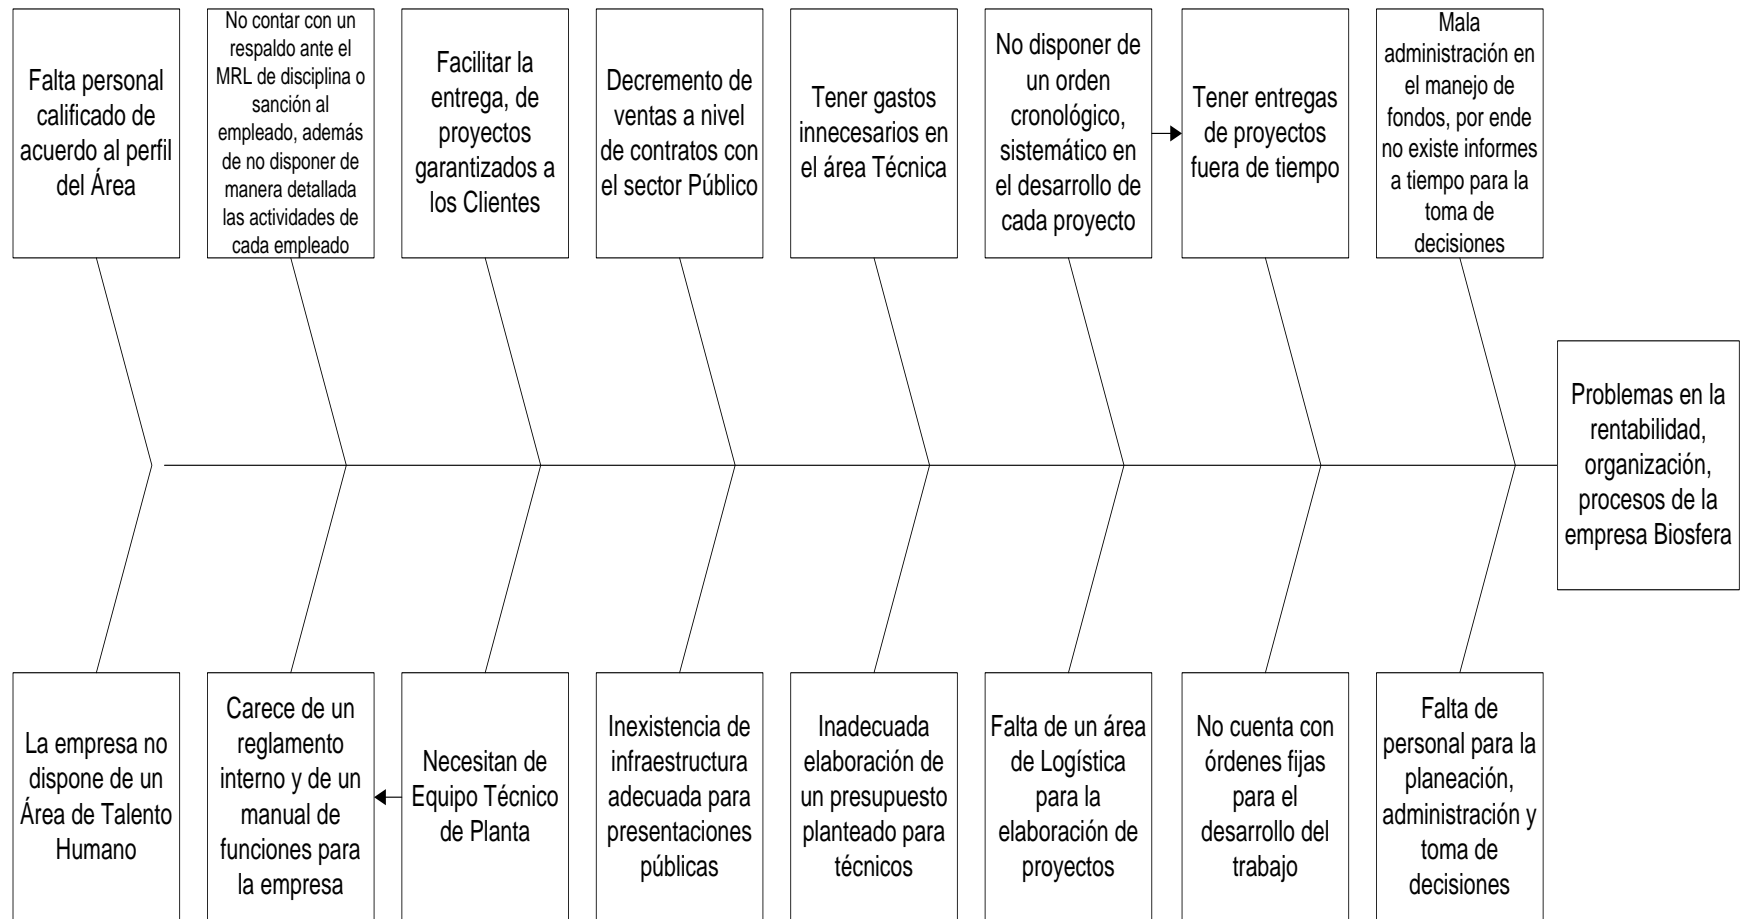 Falta personal
calificado de
acuerdo al perfil
del Área
No contar con un
respaldo ante el
MRL de disciplina o
sanción al
empleado, además
de no disponer de
manera detallada
las actividades de
cada empleado
Facilitar la
entrega, de
proyectos
garantizados a
los Clientes
Decremento de
ventas a nivel
de contratos con
el sector Público
Tener gastos
innecesarios en
el área Técnica
No disponer de
un orden
cronológico,
sistemático en
el desarrollo de
cada proyecto
Tener entregas
de proyectos
fuera de tiempo
Mala
administración en
el manejo de
fondos, por ende
no existe informes
a tiempo para la
toma de
decisiones
Problemas en la
rentabilidad,
organización,
procesos de la
empresa Biosfera
La empresa no
dispone de un
Área de Talento
Humano
Carece de un
reglamento
interno y de un
manual de
funciones para
la empresa
Necesitan de
Equipo Técnico
de Planta
Inexistencia de
infraestructura
adecuada para
presentaciones
públicas
Inadecuada
elaboración de
un presupuesto
planteado para
técnicos
Falta de un área
de Logística
para la
elaboración de
proyectos
No cuenta con
órdenes fijas
para el
desarrollo del
trabajo
Falta de
personal para la
planeación,
administración y
toma de
decisiones